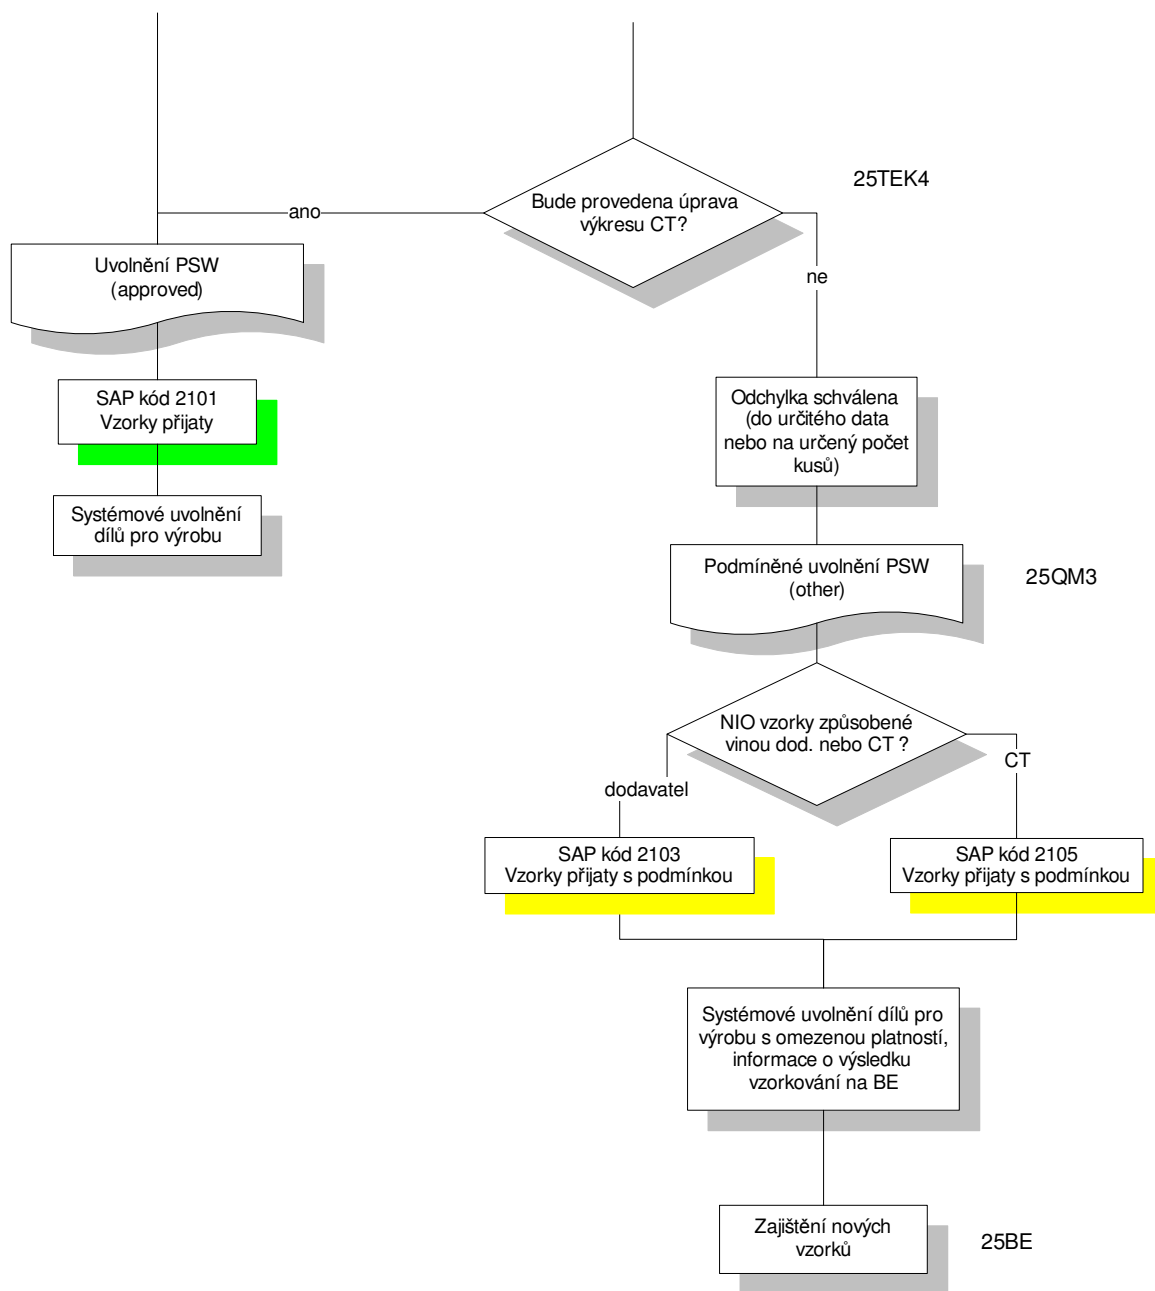 Bude provedena úprava
výkresu CT?
25TEK4
ano
ne
Uvolnění PSW
(approved)
SAP kód 2101
Vzorky přijaty
Systémové uvolnění
dílů pro výrobu
Odchylka schválena
(do určitého data
nebo na určený počet
kusů)
Podmíněné uvolnění PSW
(other)
25QM3
NIO vzorky způsobené
vinou dod. nebo CT ?
dodavatel
CT
SAP kód 2103
Vzorky přijaty s podmínkou
SAP kód 2105
Vzorky přijaty s podmínkou
Systémové uvolnění dílů pro
výrobu s omezenou platností,
informace o výsledku
vzorkování na BE
Zajištění nových
vzorků
25BE